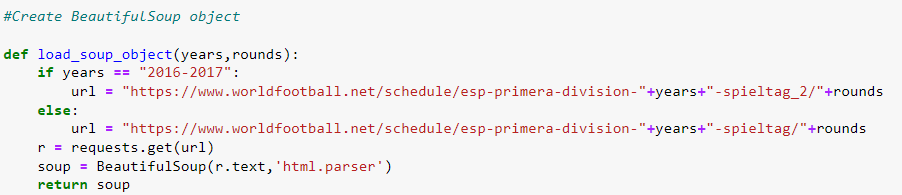 #Create BeautifulSoup object
def load_soup_object(years,rounds):
    if years == "2016-2017":
        url = "https://www.worldfootball.net/schedule/esp-primera-division-"+years+"-spieltag_2/"+rounds
    else:
        url = "https://www.worldfootball.net/schedule/esp-primera-division-"+years+"-spieltag/"+rounds
    r = requests.get(url)
    soup = BeautifulSoup(r.text,'html.parser')
    return soup